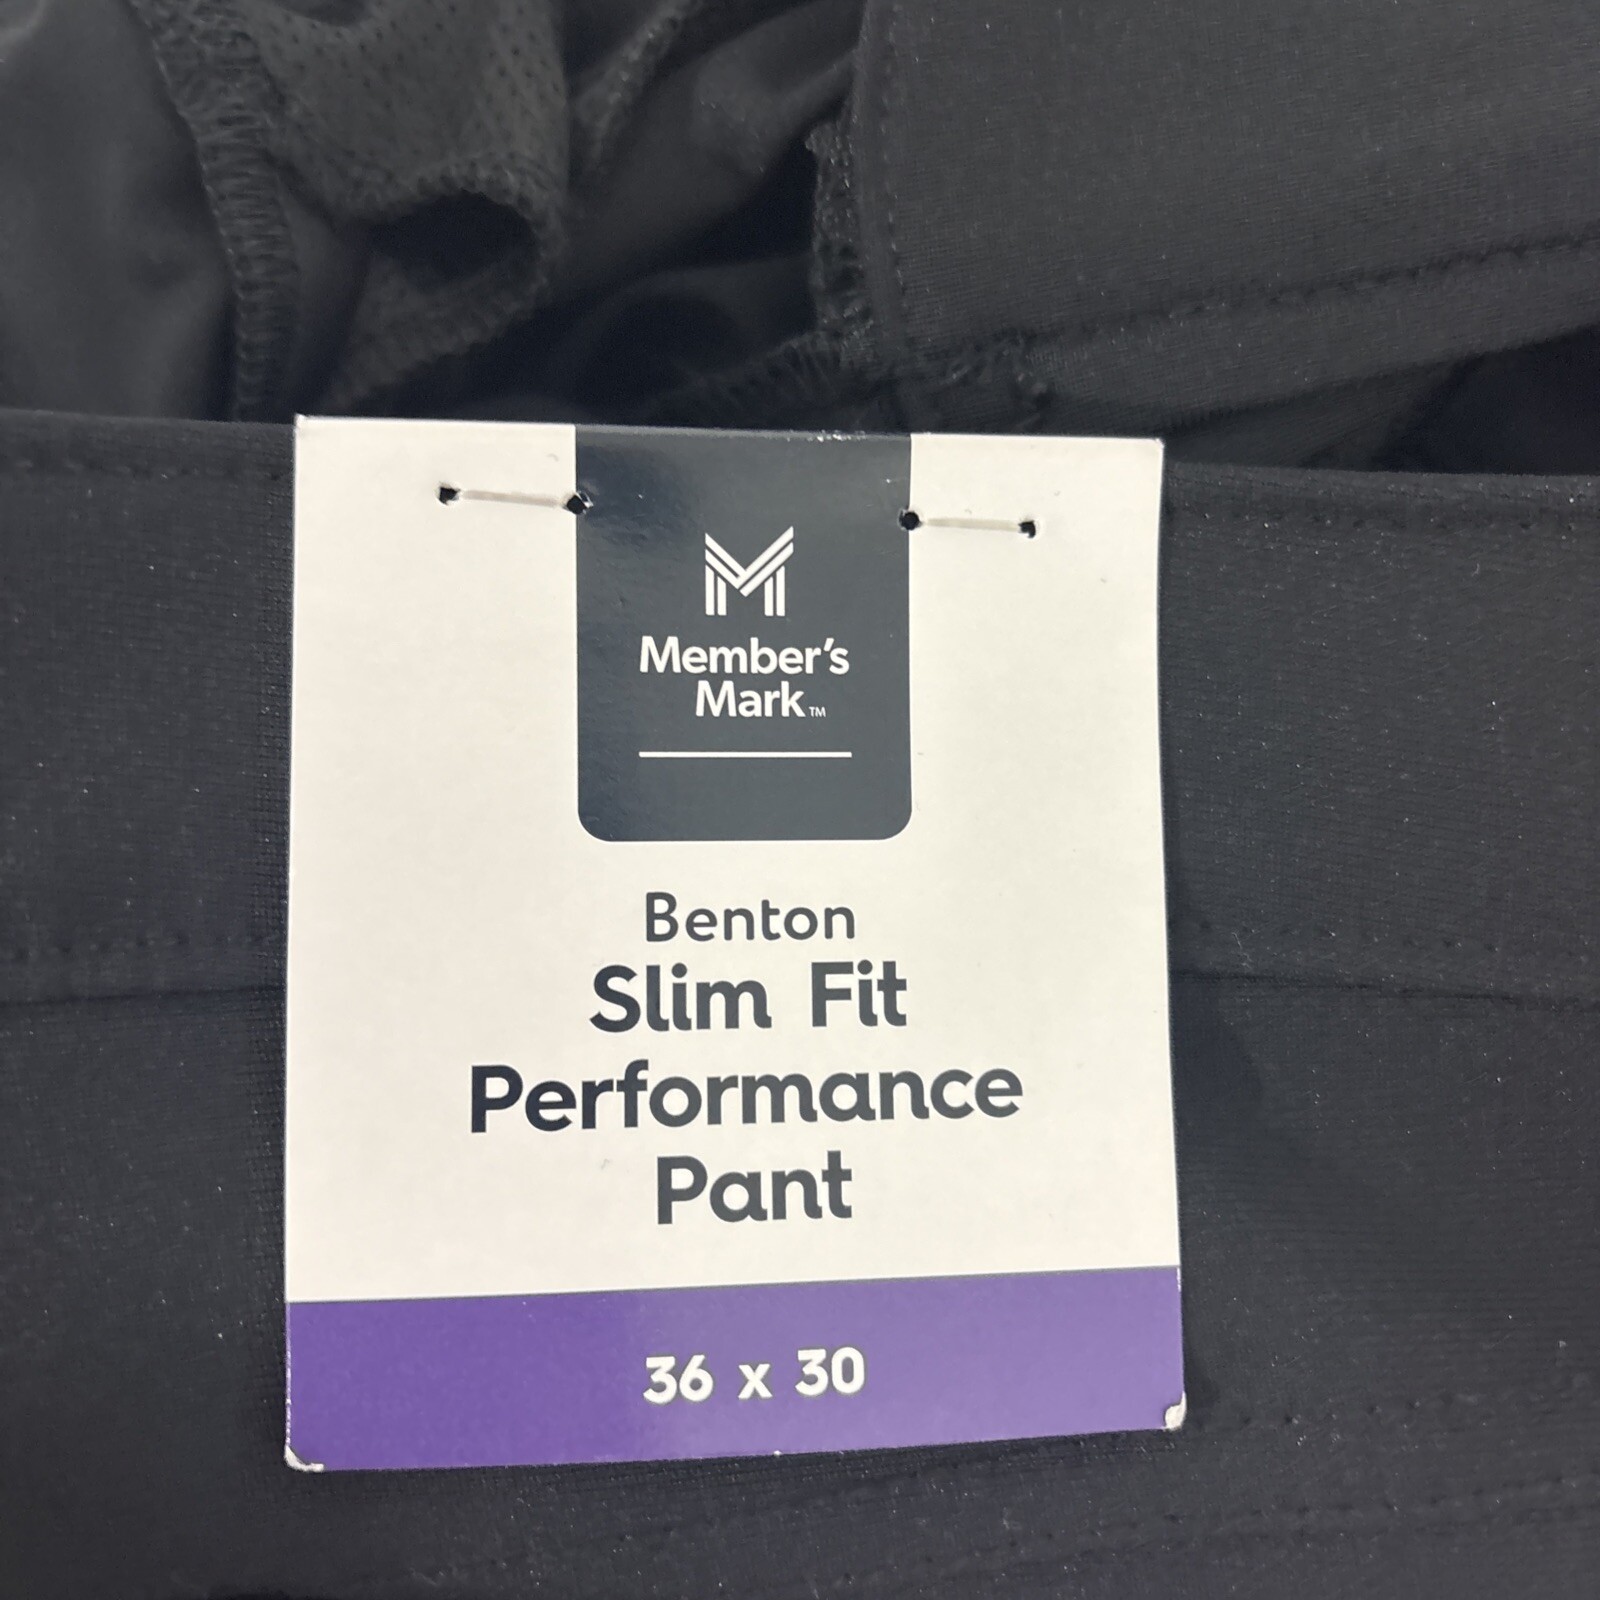 Member's
Mark™
Benton
Slim Fit
Performance
Pant
36 x 30